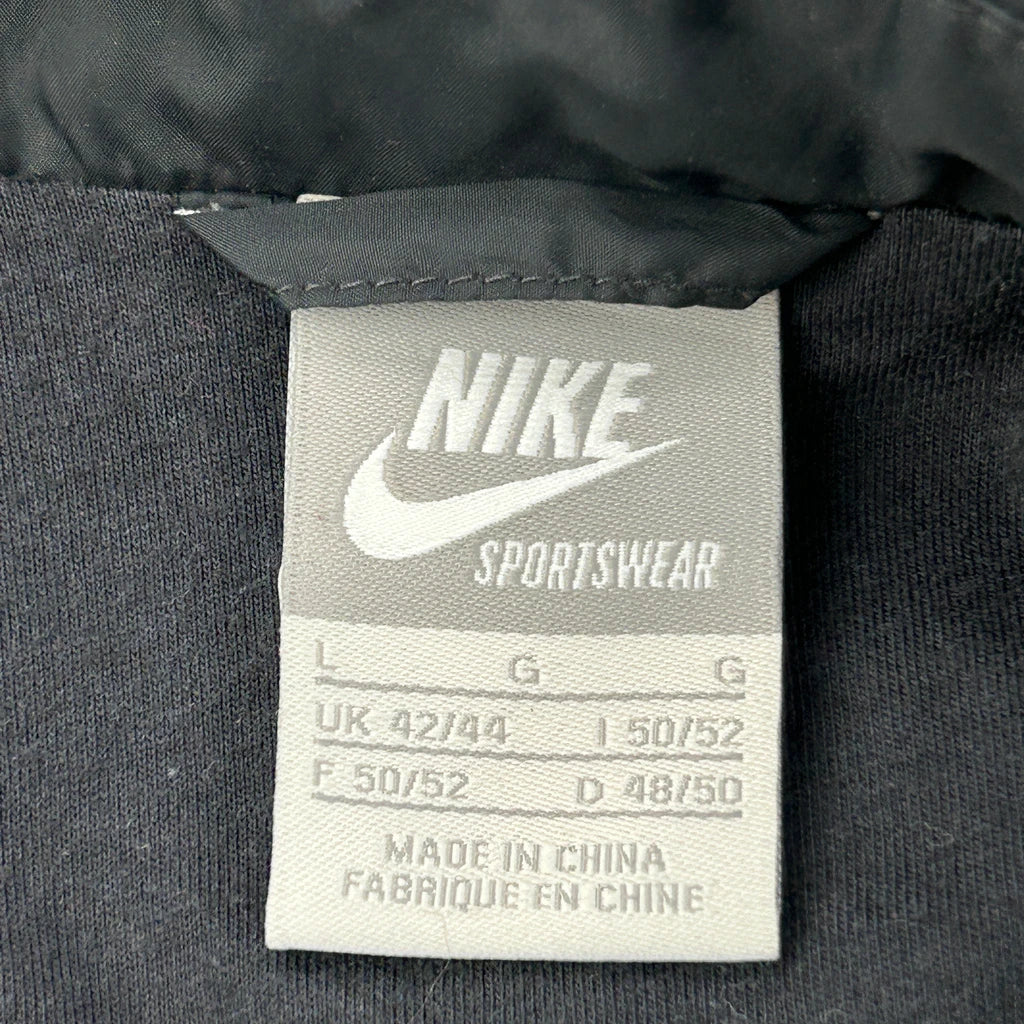 NIKE
SPORTSWEAR
L G G
UK 42/44 I 50/52
F 50/52 D 48/50
MADE IN CHINA
FABRIQUE EN CHINE